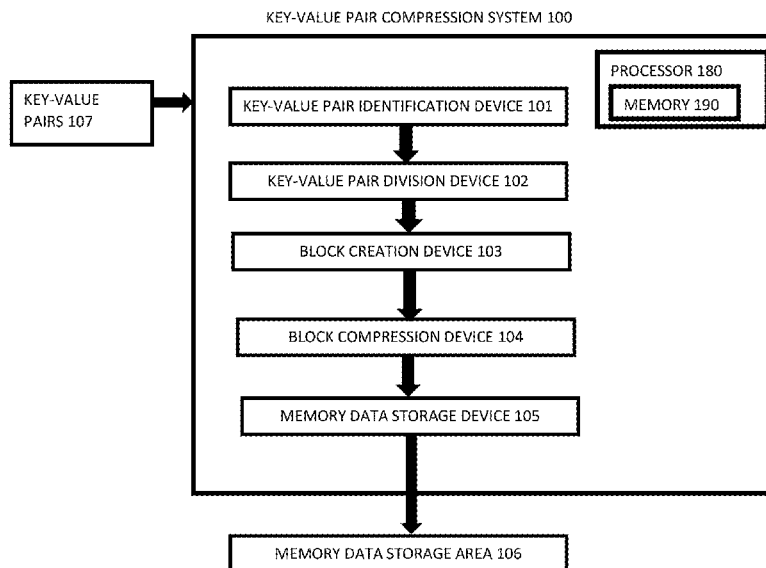 KEY-VALUE PAIR COMPRESSION SYSTEM 100
KEY-VALUE
PAIRS 107
PROCESSOR 180
MEMORY 190
KEY-VALUE PAIR IDENTIFICATION DEVICE 101
KEY-VALUE PAIR DIVISION DEVICE 102
BLOCK CREATION DEVICE 103
BLOCK COMPRESSION DEVICE 104
MEMORY DATA STORAGE DEVICE 105
MEMORY DATA STORAGE AREA 106